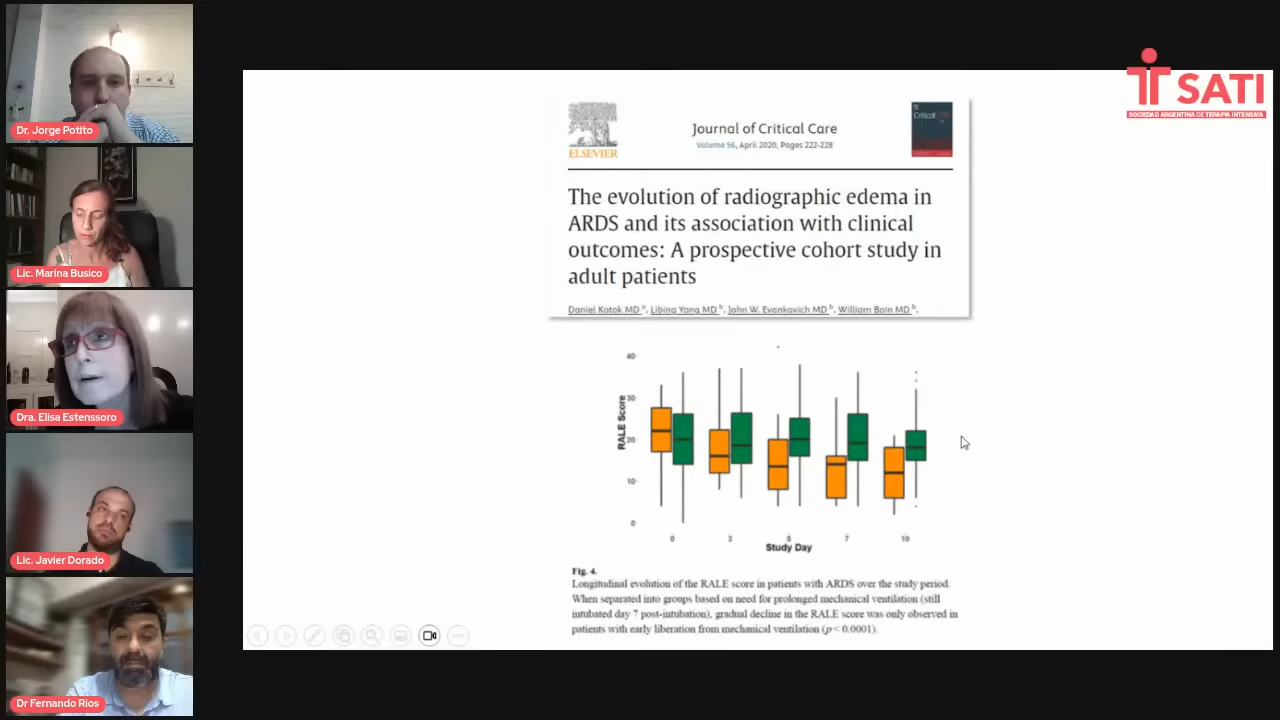 Dr. Jorge Potito
Lic. Marina Busico
Dra. Elisa Estenssoro
Lic. Javier Dorado
Dr Fernando Ríos
SATI
SOCIEDAD ARGENTINA DE TERAPIA INTENSIVA
ELSEVIER
Journal of Critical Care
Volume 56, April 2020, Pages 222-228
Critical
The evolution of radiographic edema in
ARDS and its association with clinical
outcomes: A prospective cohort study in
adult patients
Daniel Kotok MD a, Libing Yang MD b, John W. Evankovich MD b, William Bain MD b,
40
30
20
10
0
RALE Score
0 3 5 7 10
Study Day
Fig. 4.
Longitudinal evolution of the RALE score in patients with ARDS over the study period.
When separated into groups based on need for prolonged mechanical ventilation (still
intubated day 7 post-intubation), gradual decline in the RALE score was only observed in
patients with early liberation from mechanical ventilation (p < 0.0001).